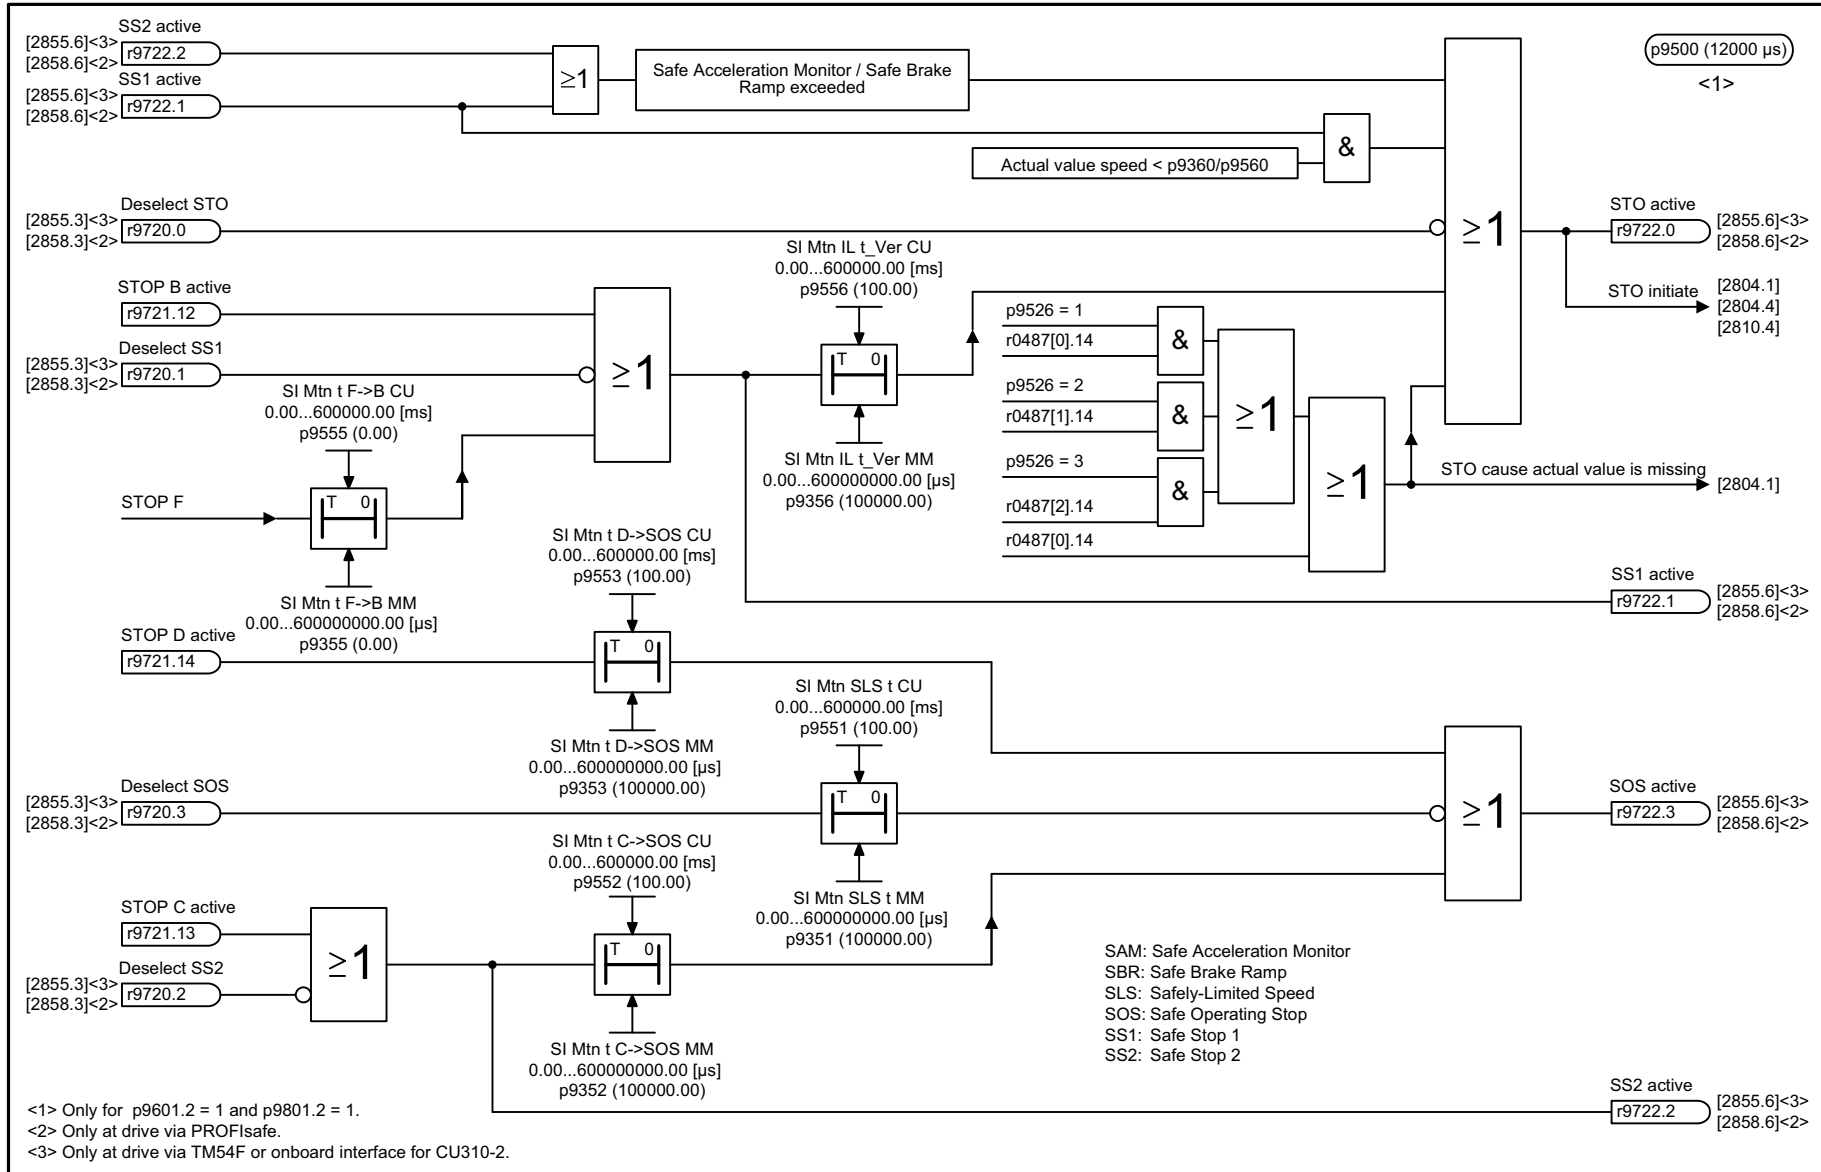 SS2 active
[2855.6]<3>
[2858.6]<2>
r9722.2
SS1 active
[2855.6]<3>
[2858.6]<2>
r9722.1
≥1
Safe Acceleration Monitor / Safe Brake
Ramp exceeded
p9500 (12000 µs)
<1>
Actual value speed < p9360/p9560
&
Deselect STO
[2855.3]<3>
[2858.3]<2>
r9720.0
≥1
STO active
r9722.0
[2855.6]<3>
[2858.6]<2>
STO initiate
[2804.1]
[2804.4]
[2810.4]
STOP B active
r9721.12
Deselect SS1
[2855.3]<3>
[2858.3]<2>
r9720.1
≥1
SI Mtn IL t_Ver CU
0.00...600000.00 [ms]
p9556 (100.00)
T 0
SI Mtn IL t_Ver MM
0.00...600000000.00 [µs]
p9356 (100000.00)
p9526 = 1
r0487[0].14
&
p9526 = 2
r0487[1].14
&
p9526 = 3
r0487[2].14
&
r0487[0].14
≥1
≥1
STO cause actual value is missing
[2804.1]
SI Mtn t F->B CU
0.00...600000.00 [ms]
p9555 (0.00)
STOP F
T 0
SI Mtn t F->B MM
0.00...600000000.00 [µs]
p9355 (0.00)
SS1 active
r9722.1
[2855.6]<3>
[2858.6]<2>
SI Mtn t D->SOS CU
0.00...600000.00 [ms]
p9553 (100.00)
STOP D active
r9721.14
T 0
SI Mtn t D->SOS MM
0.00...600000000.00 [µs]
p9353 (100000.00)
SI Mtn SLS t CU
0.00...600000.00 [ms]
p9551 (100.00)
Deselect SOS
[2855.3]<3>
[2858.3]<2>
r9720.3
T 0
SI Mtn SLS t MM
0.00...600000000.00 [µs]
p9351 (100000.00)
≥1
SOS active
r9722.3
[2855.6]<3>
[2858.6]<2>
SI Mtn t C->SOS CU
0.00...600000.00 [ms]
p9552 (100.00)
STOP C active
r9721.13
Deselect SS2
[2855.3]<3>
[2858.3]<2>
r9720.2
≥1
T 0
SI Mtn t C->SOS MM
0.00...600000000.00 [µs]
p9352 (100000.00)
SAM: Safe Acceleration Monitor
SBR: Safe Brake Ramp
SLS: Safely-Limited Speed
SOS: Safe Operating Stop
SS1: Safe Stop 1
SS2: Safe Stop 2
SS2 active
r9722.2
[2855.6]<3>
[2858.6]<2>
<1> Only for p9601.2 = 1 and p9801.2 = 1.
<2> Only at drive via PROFIsafe.
<3> Only at drive via TM54F or onboard interface for CU310-2.